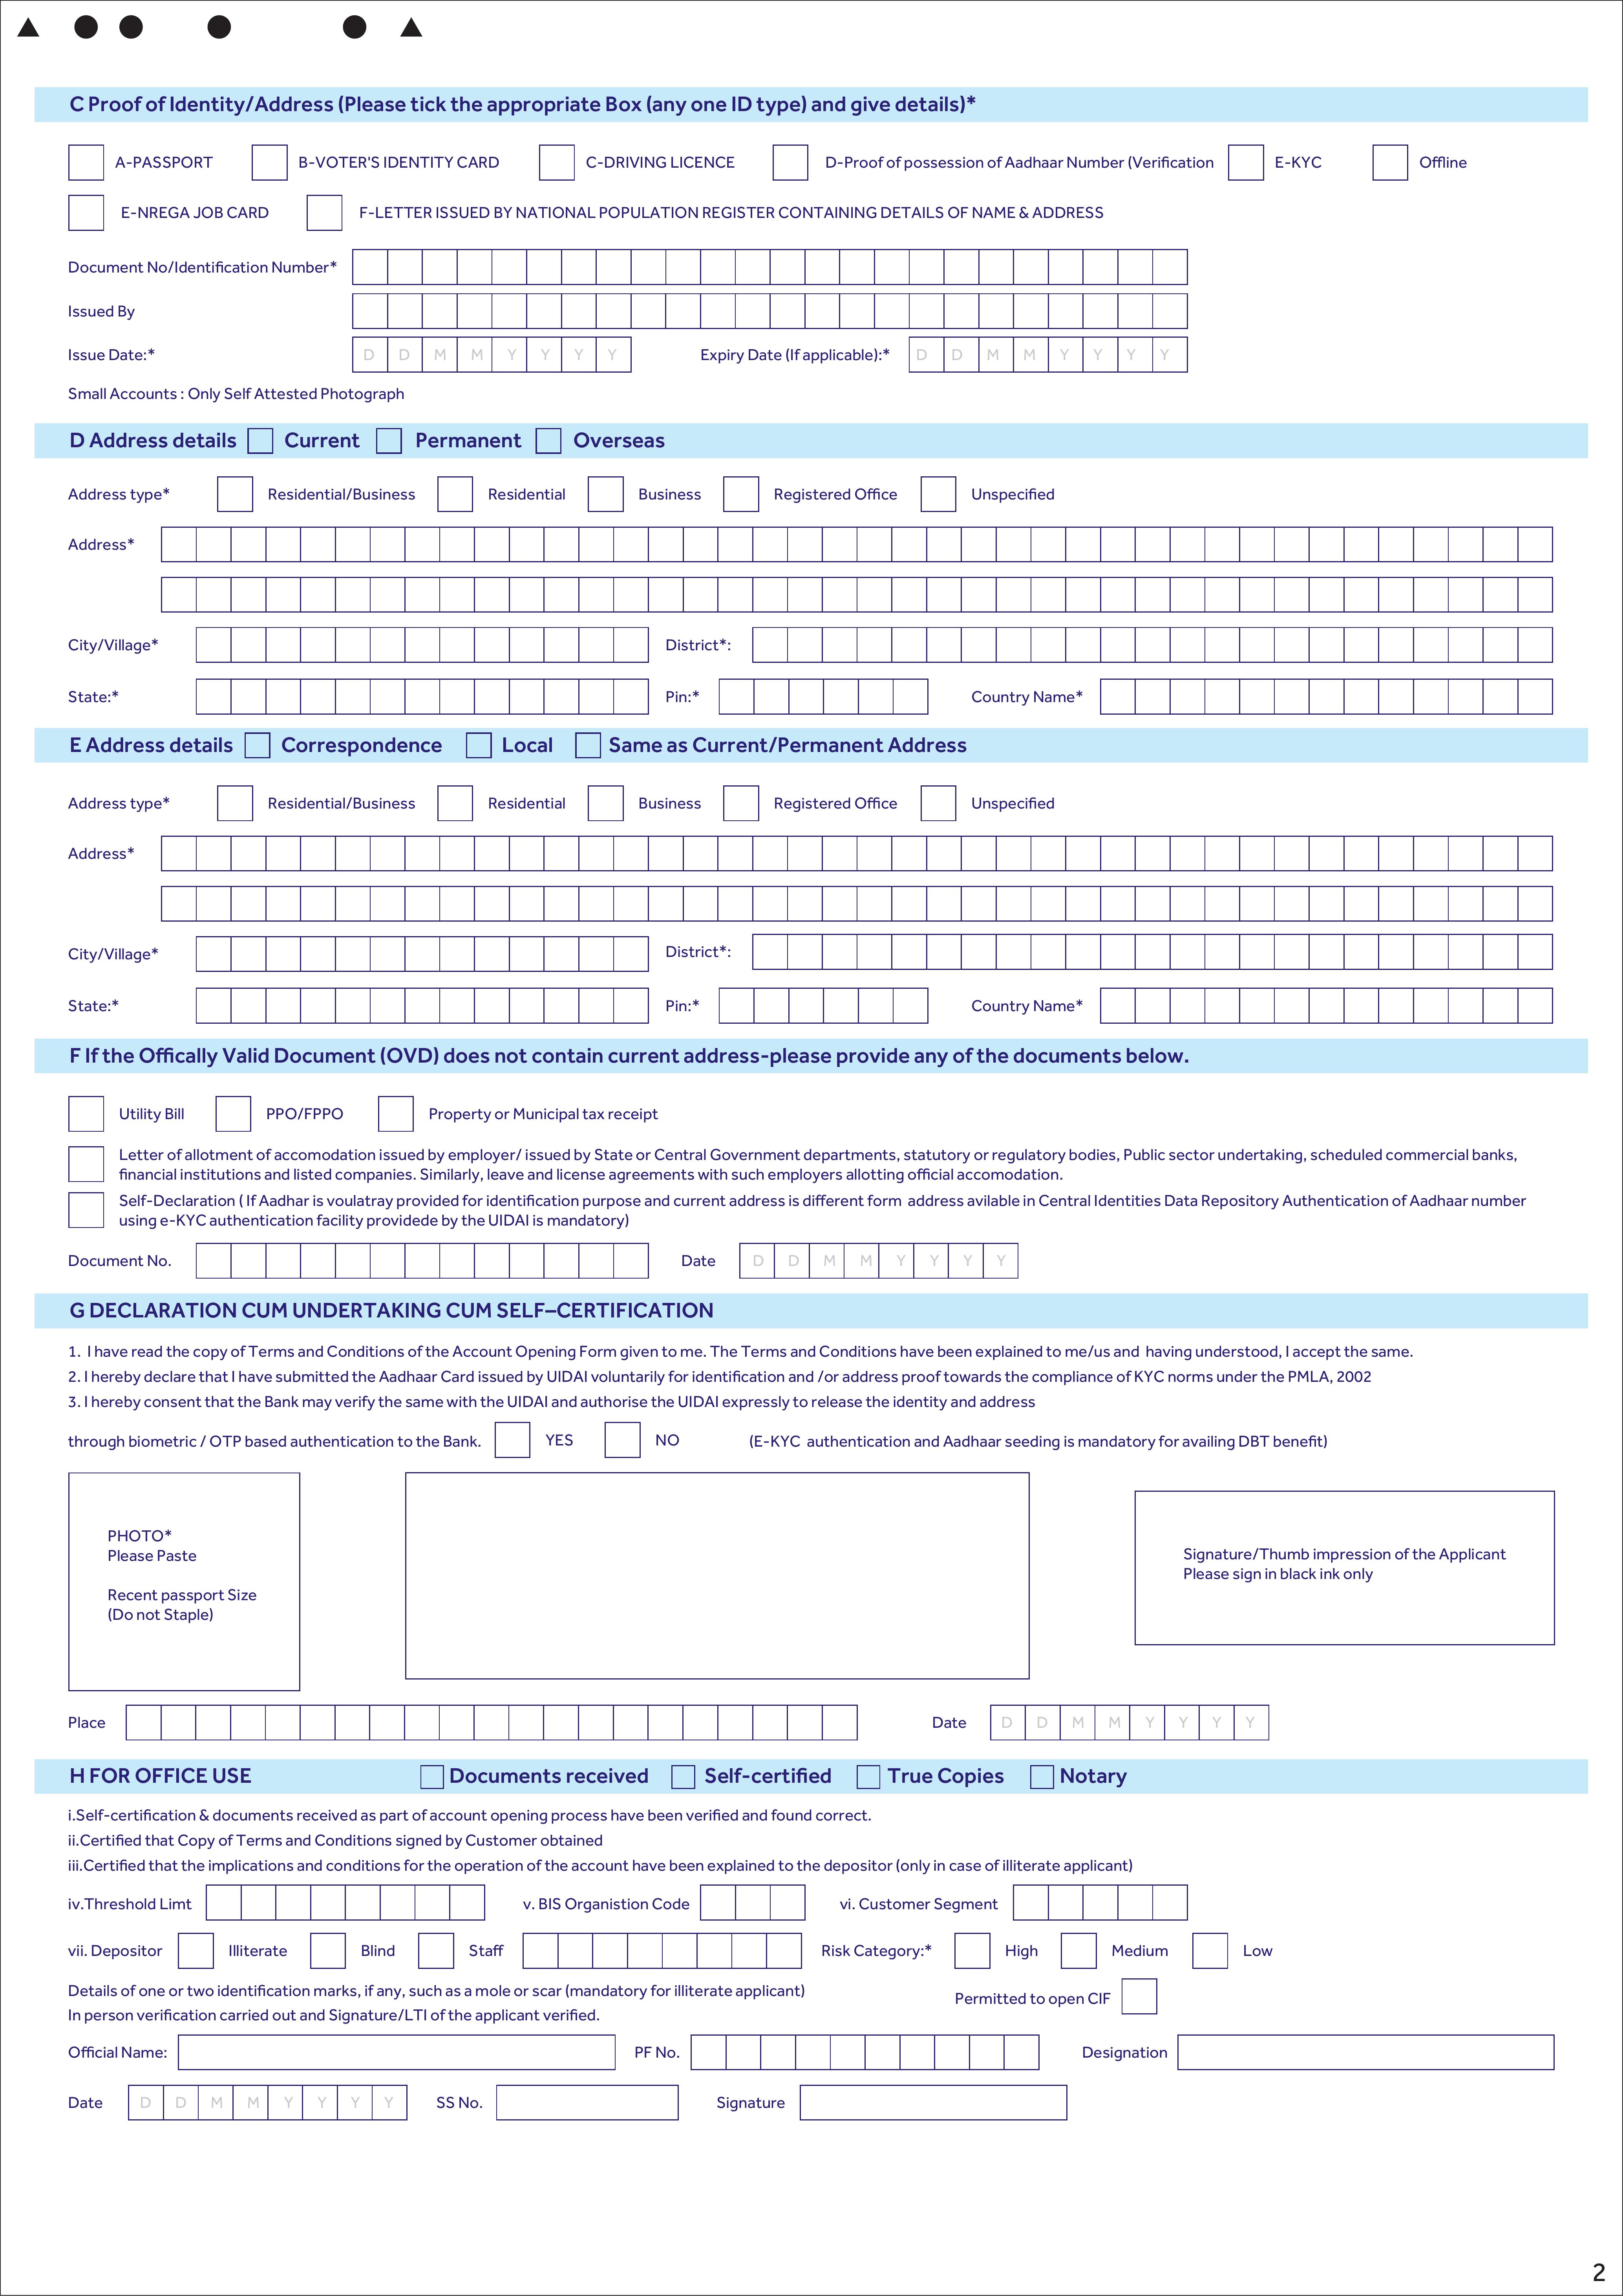 C Proof of Identity/Address (Please tick the appropriate Box (any one ID type) and give details)*
A-PASSPORT B-VOTER'S IDENTITY CARD C-DRIVING LICENCE D-Proof of possession of Aadhaar Number (Verification E-KYC Offline
E-NREGA JOB CARD F-LETTER ISSUED BY NATIONAL POPULATION REGISTER CONTAINING DETAILS OF NAME & ADDRESS
Document No/Identification Number*
Issued By
Issue Date:* D D M M Y Y Y Y Expiry Date (If applicable):* D D M M Y Y Y Y
Small Accounts : Only Self Attested Photograph
D Address details Current Permanent Overseas
Address type* Residential/Business Residential Business Registered Office Unspecified
Address*
City/Village* District*:
State:* Pin:* Country Name*
E Address details Correspondence Local Same as Current/Permanent Address
Address type* Residential/Business Residential Business Registered Office Unspecified
Address*
City/Village* District*:
State:* Pin:* Country Name*
F If the Offically Valid Document (OVD) does not contain current address-please provide any of the documents below.
Utility Bill PPO/FPPO Property or Municipal tax receipt
Letter of allotment of accomodation issued by employer/ issued by State or Central Government departments, statutory or regulatory bodies, Public sector undertaking, scheduled commercial banks,
financial institutions and listed companies. Similarly, leave and license agreements with such employers allotting official accomodation.
Self-Declaration ( If Aadhar is voulatray provided for identification purpose and current address is different form address avilable in Central Identities Data Repository Authentication of Aadhaar number
using e-KYC authentication facility providede by the UIDAI is mandatory)
Document No. Date D D M M Y Y Y Y
G DECLARATION CUM UNDERTAKING CUM SELF–CERTIFICATION
1. I have read the copy of Terms and Conditions of the Account Opening Form given to me. The Terms and Conditions have been explained to me/us and having understood, I accept the same.
2. I hereby declare that I have submitted the Aadhaar Card issued by UIDAI voluntarily for identification and /or address proof towards the compliance of KYC norms under the PMLA, 2002
3. I hereby consent that the Bank may verify the same with the UIDAI and authorise the UIDAI expressly to release the identity and address
through biometric / OTP based authentication to the Bank. YES NO (E-KYC authentication and Aadhaar seeding is mandatory for availing DBT benefit)
PHOTO*
Please Paste
Recent passport Size
(Do not Staple)
Signature/Thumb impression of the Applicant
Please sign in black ink only
Place Date D D M M Y Y Y Y
H FOR OFFICE USE Documents received Self-certified True Copies Notary
i.Self-certification & documents received as part of account opening process have been verified and found correct.
ii.Certified that Copy of Terms and Conditions signed by Customer obtained
iii.Certified that the implications and conditions for the operation of the account have been explained to the depositor (only in case of illiterate applicant)
iv.Threshold Limt v. BIS Organistion Code vi. Customer Segment
vii. Depositor Illiterate Blind Staff Risk Category:* High Medium Low
Details of one or two identification marks, if any, such as a mole or scar (mandatory for illiterate applicant)
Permitted to open CIF
In person verification carried out and Signature/LTI of the applicant verified.
Official Name: PF No. Designation
Date D D M M Y Y Y Y SS No. Signature
2